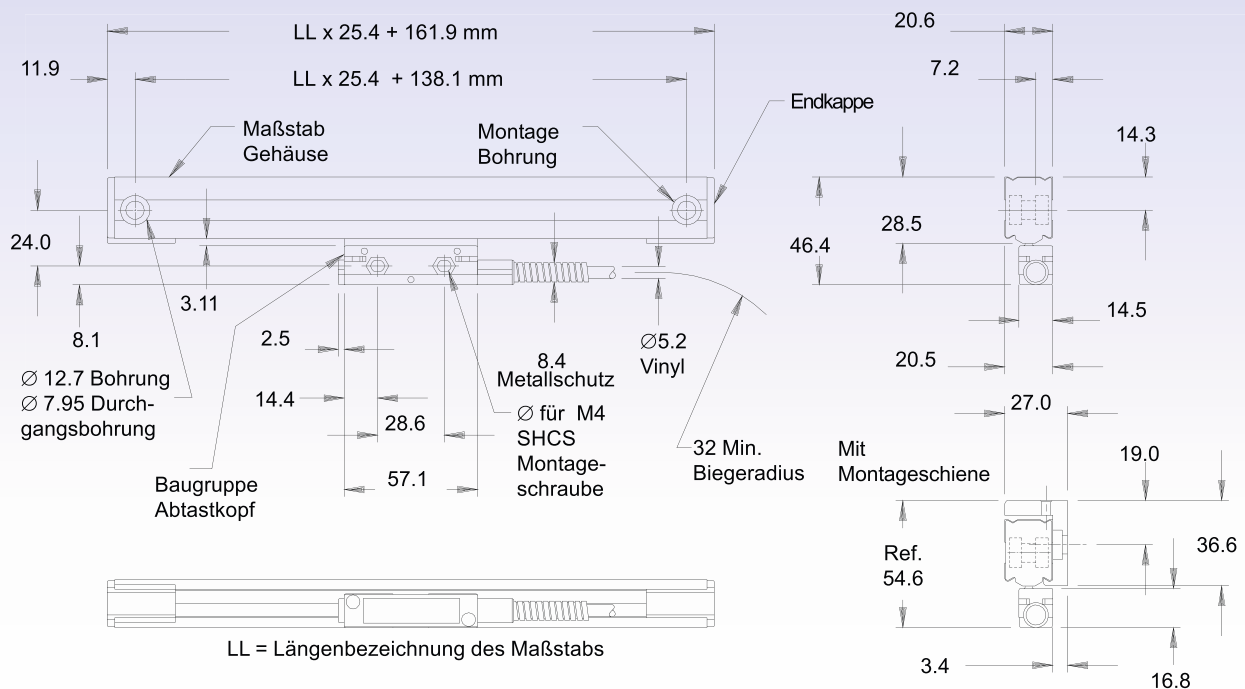 LL x 25.4 + 161.9 mm
20.6
11.9
LL x 25.4 + 138.1 mm
7.2
Endkappe
Maßstab
Gehäuse
Montage
Bohrung
14.3
24.0
28.5
46.4
3.11
8.1
2.5
14.5
Ø5.2
Vinyl
8.4
Metallschutz
20.5
Ø 12.7 Bohrung
Ø 7.95 Durch-
gangsbohrung
14.4
28.6
Ø für M4
SHCS
Montage-
schraube
27.0
32 Min.
Biegeradius
Mit
Montageschiene
19.0
57.1
Baugruppe
Abtastkopf
Ref.
54.6
36.6
LL = Längenbezeichnung des Maßstabs
3.4
16.8